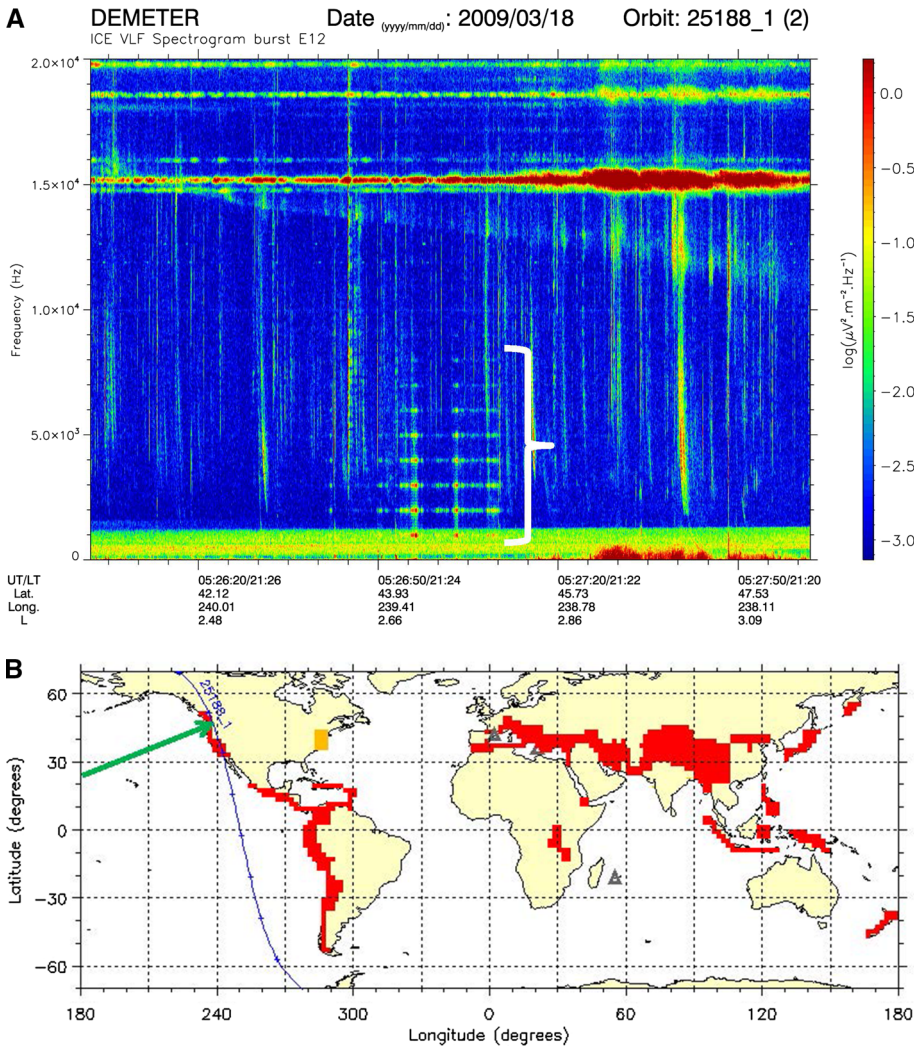 A DEMETER Date (yyyy/mm/dd): 2009/03/18 Orbit: 25188_1 (2)
ICE VLF Spectrogram burst E12
2.0×10⁴
1.5×10⁴
1.0×10⁴
5.0×10³
0
Frequency (Hz)
0.0
−0.5
−1.0
−1.5
−2.0
−2.5
−3.0
log(μV².m⁻².Hz⁻¹)
UT/LT 05:26:20/21:26 05:26:50/21:24 05:27:20/21:22 05:27:50/21:20
Lat. 42.12 43.93 45.73 47.53
Long. 240.01 239.41 238.78 238.11
L 2.48 2.66 2.86 3.09
B
25188_1
60
30
0
−30
−60
Latitude (degrees)
180 240 300 0 60 120 180
Longitude (degrees)